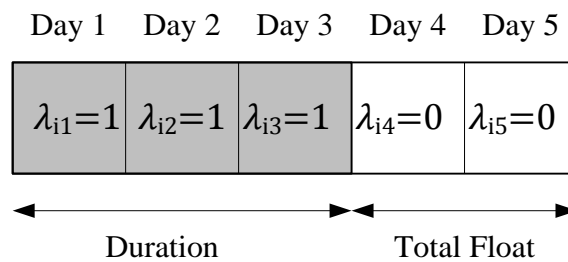 Day 1 Day 2 Day 3 Day 4 Day 5
λi1=1 λi2=1 λi3=1 λi4=0 λi5=0
Duration Total Float